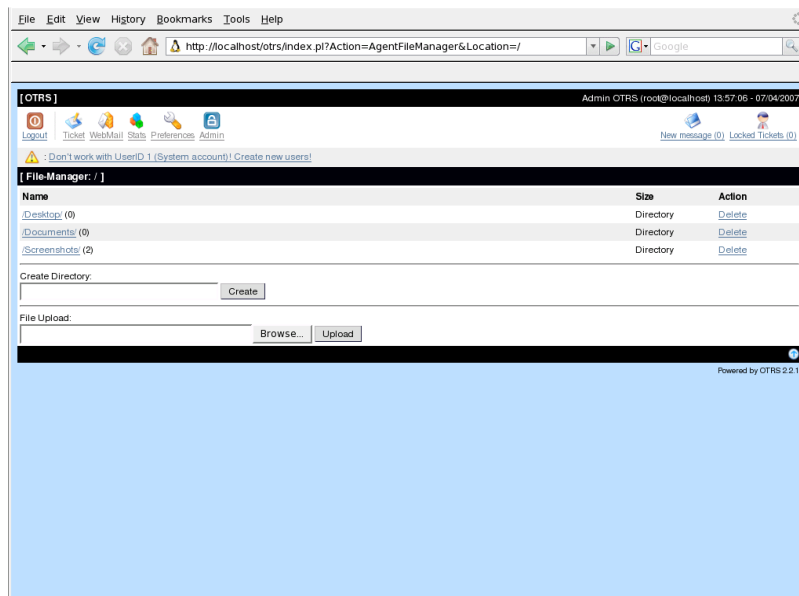 File Edit View History Bookmarks Tools Help
http://localhost/otrs/index.pl?Action=AgentFileManager&Location=/ G Google
[ OTRS ] Admin OTRS (root@localhost) 13:57:06 - 07/04/2007
Logout Ticket WebMail Stats Preferences Admin New message (0) Locked Tickets (0)
: Don't work with UserID 1 (System account)! Create new users!
[ File-Manager: / ]
Name Size Action
/Desktop/ (0) Directory Delete
/Documents/ (0) Directory Delete
/Screenshots/ (2) Directory Delete
Create Directory:
Create
File Upload:
Browse... Upload
Powered by OTRS 2.2.1